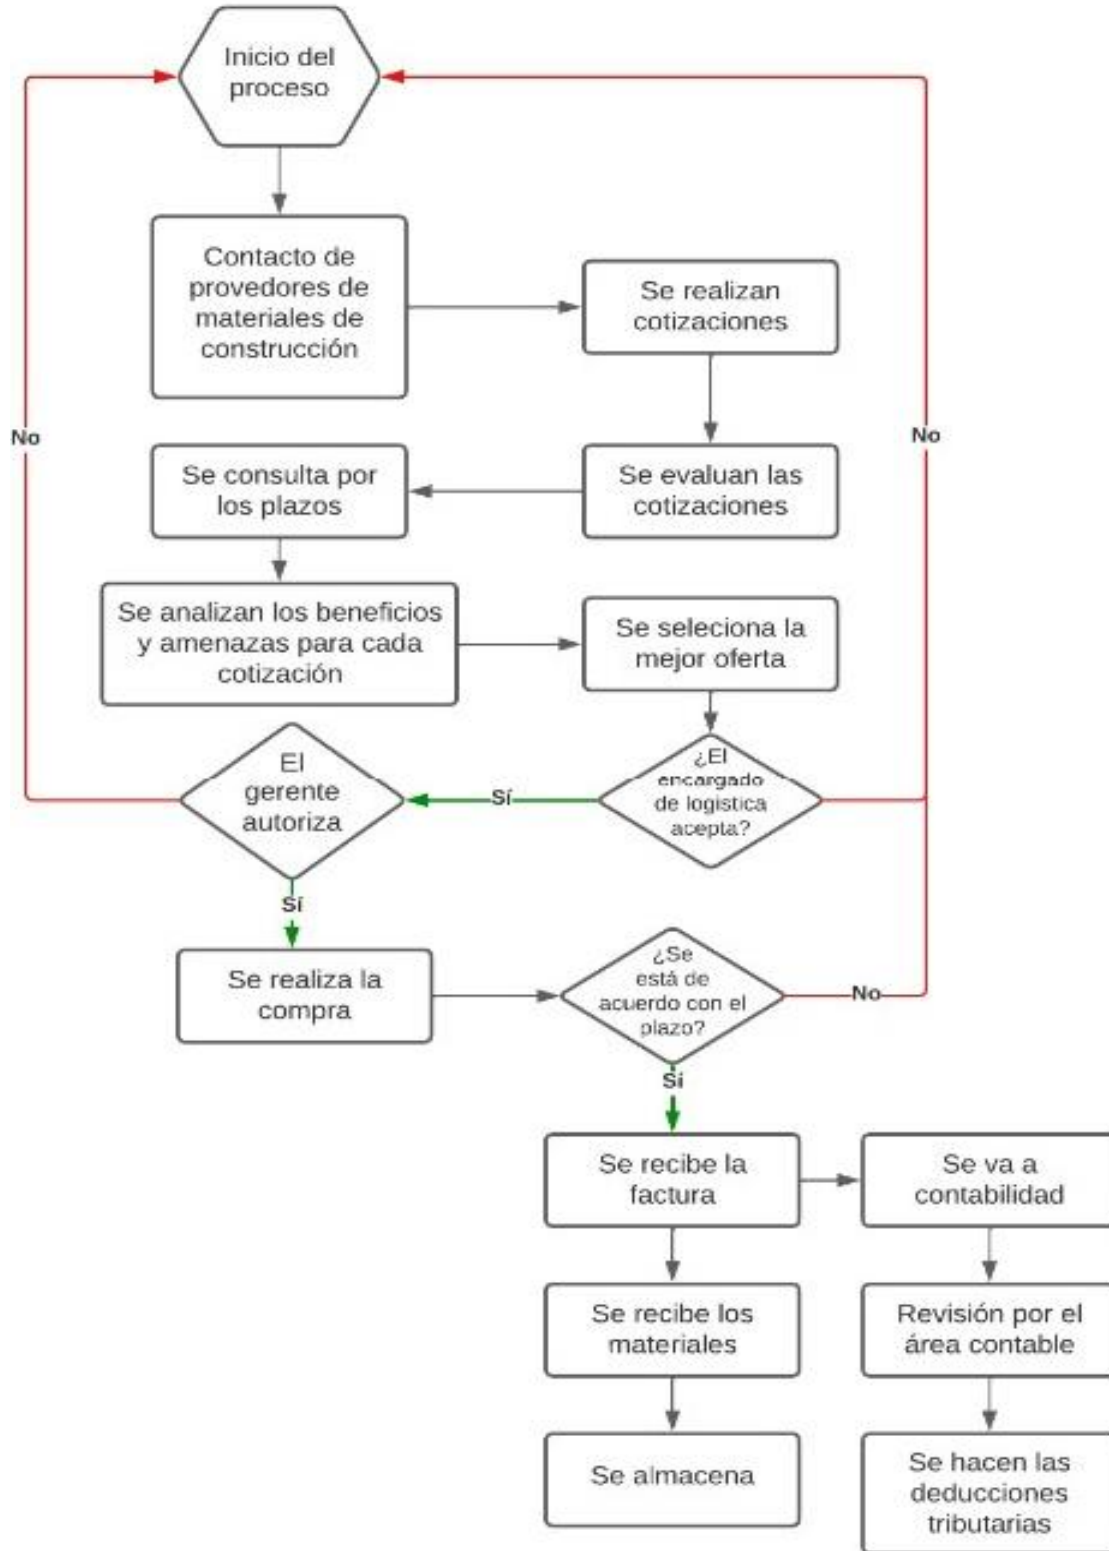 Inicio del
proceso
Contacto de
provedores de
materiales de
construcción
Se realizan
cotizaciones
No
No
Se consulta por
los plazos
Se evaluan las
cotizaciones
Se analizan los beneficios
y amenazas para cada
cotización
Se seleciona la
mejor oferta
El
gerente
autoriza
Sí
¿El
encargado
de logistica
acepta?
Sí
Se realiza la
compra
¿Se
está de
acuerdo con el
plazo?
No
Sí
Se recibe la
factura
Se va a
contabilidad
Se recibe los
materiales
Revisión por el
área contable
Se almacena
Se hacen las
deducciones
tributarias